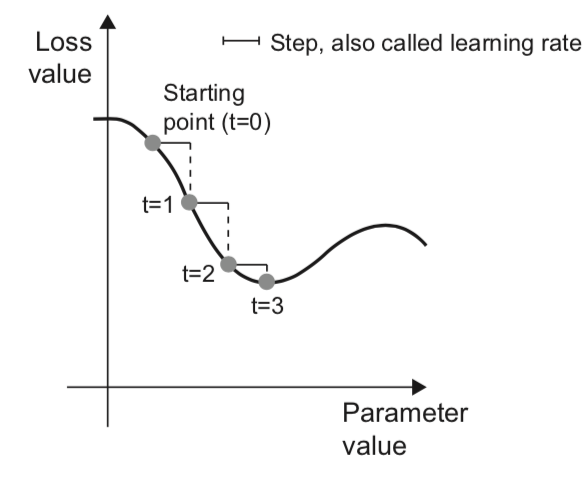 Loss
value
Step, also called learning rate
Starting
point (t=0)
t=1
t=2
t=3
Parameter
value